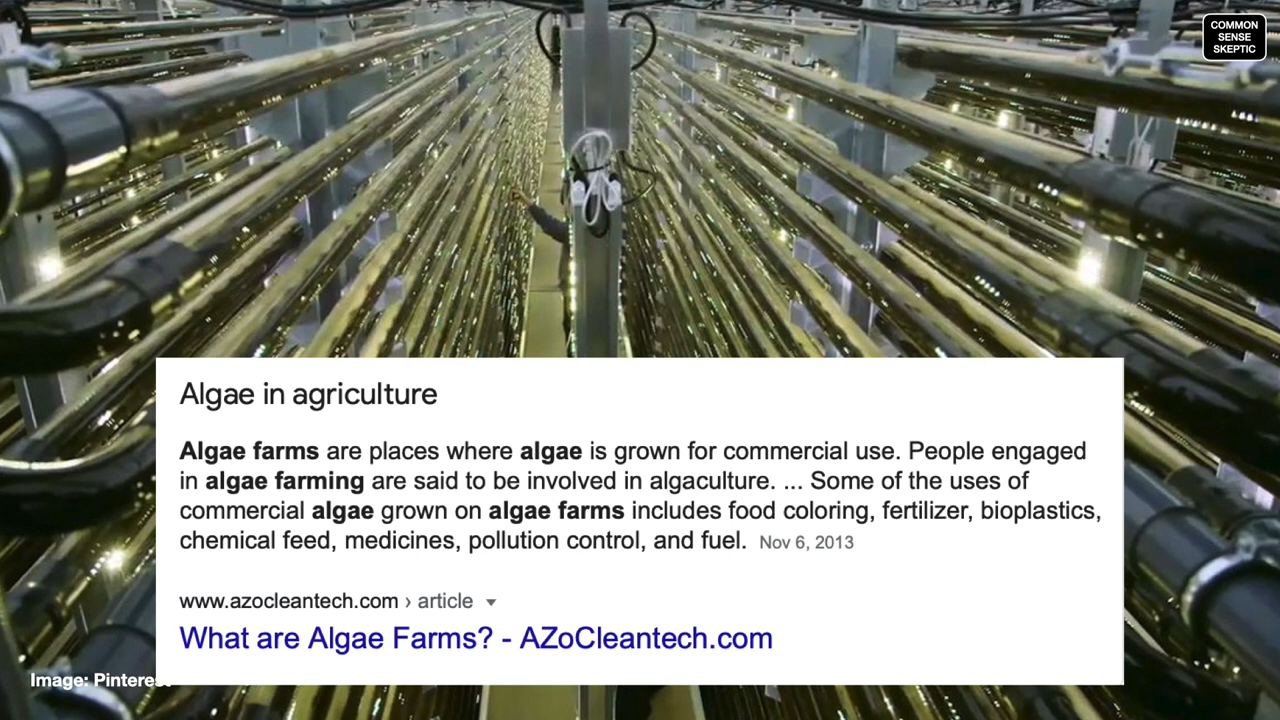 COMMON
SENSE
SKEPTIC
Algae in agriculture
Algae farms are places where algae is grown for commercial use. People engaged
in algae farming are said to be involved in algaculture. ... Some of the uses of
commercial algae grown on algae farms includes food coloring, fertilizer, bioplastics,
chemical feed, medicines, pollution control, and fuel. Nov 6, 2013
www.azocleantech.com › article
What are Algae Farms? - AZoCleantech.com
Image: Pinterest